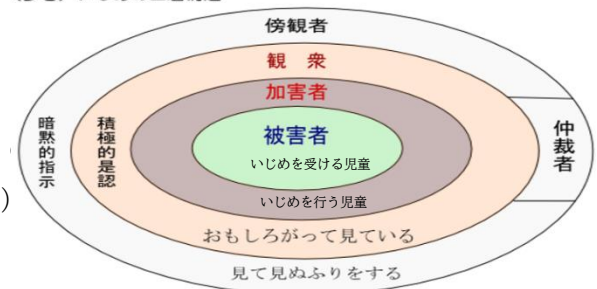 傍観者
観 衆
加害者
被害者
いじめを受ける児童
いじめを行う児童
おもしろがって見ている
見て見ぬふりをする
暗黙的指示
積極的是認
仲裁者
)